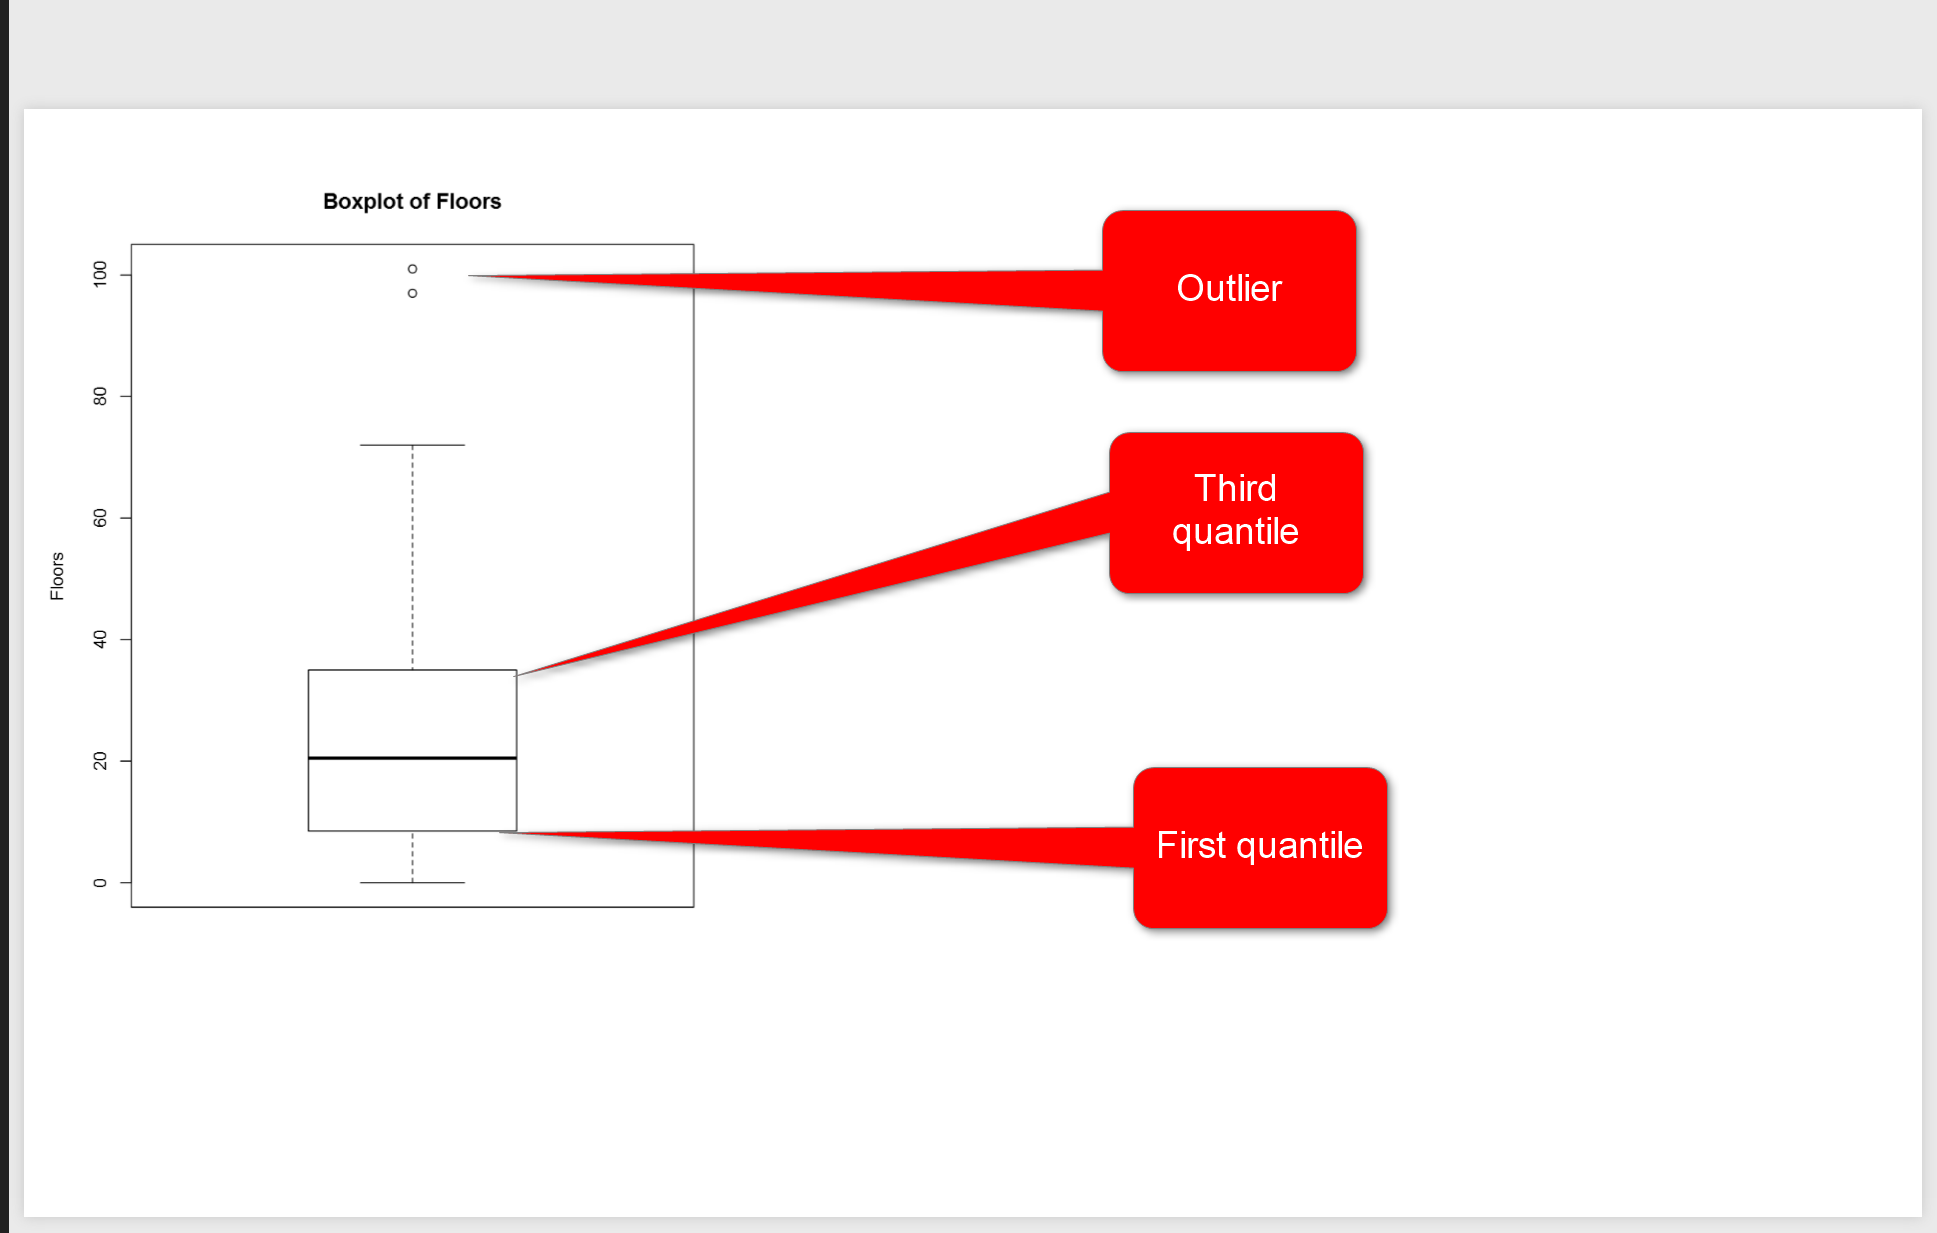 Boxplot of Floors
Outlier
100
80
Third
quantile
60
Floors
40
20
First quantile
0